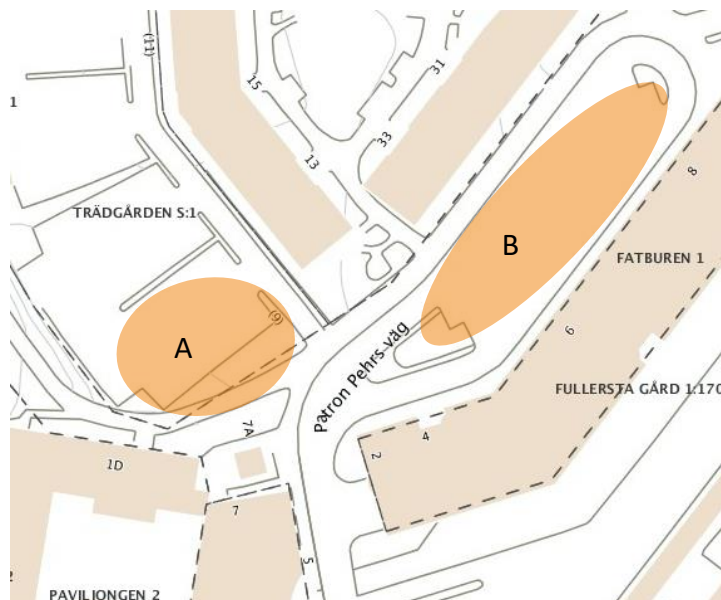 (11)
31
15
1
33
13
8
TRÄDGÅRDEN S:1
B
FATBUREN 1
(9)
A
6
Patron Pehrs väg
FULLERSTA GÅRD 1:170
7A
4
2
1D
7
5
2
PAVILJONGEN 2